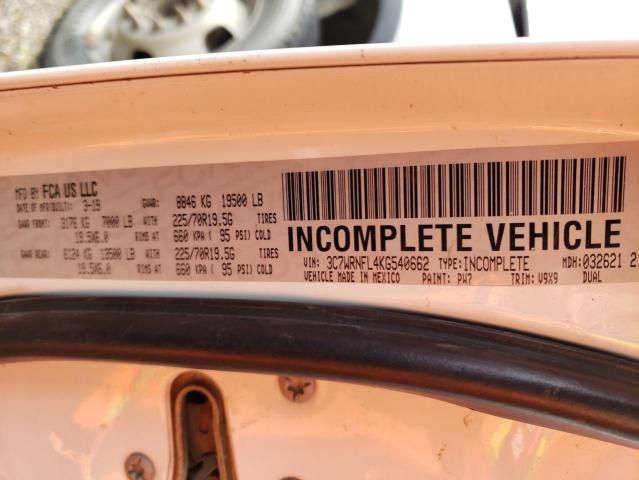 MFD BY FCA US LLC
DATE OF MFR(BUILT): 3-19 GVWR: 8846 KG 19500 LB
GAWR FRONT: 3176 KG 7000 LB WITH 225/70R19.5G TIRES
19.5X6.0 RIMS AT 660 KPA ( 95 PSI) COLD
GAWR REAR: 6124 KG 13500 LB WITH 225/70R19.5G TIRES
19.5X6.0 RIMS AT 660 KPA ( 95 PSI) COLD
INCOMPLETE VEHICLE
VIN: 3C7WRNFL4KG540662 TYPE: INCOMPLETE MDH: 032621
VEHICLE MADE IN MEXICO PAINT: PW7 TRIM: V9X9 DUAL